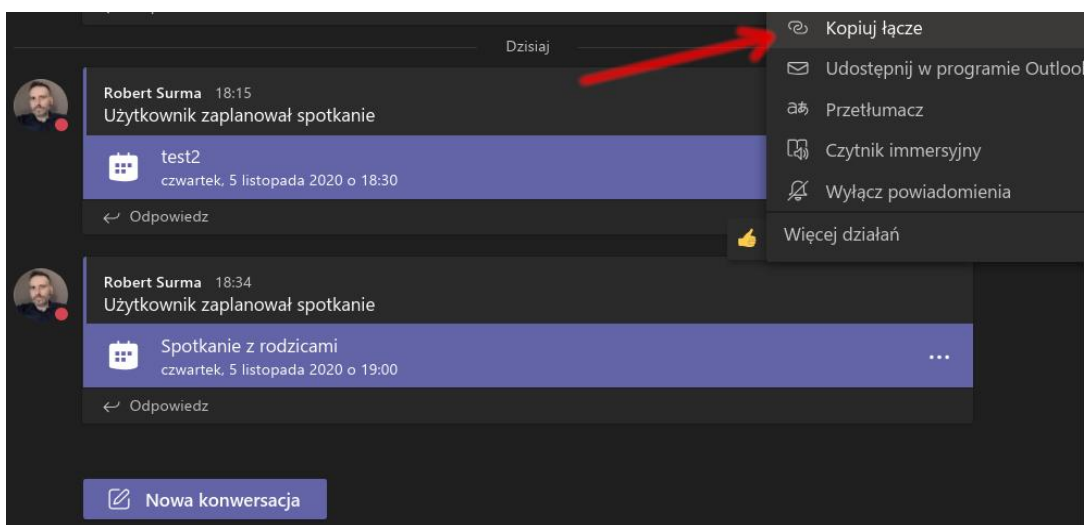 Dzisiaj
Robert Surma 18:15
Użytkownik zaplanował spotkanie
test2
czwartek, 5 listopada 2020 o 18:30
Odpowiedz
Kopiuj łącze
Udostępnij w programie Outlool
Przetłumacz
Czytnik immersyjny
Wyłącz powiadomienia
Więcej działań
Robert Surma 18:34
Użytkownik zaplanował spotkanie
Spotkanie z rodzicami
czwartek, 5 listopada 2020 o 19:00
Odpowiedz
Nowa konwersacja